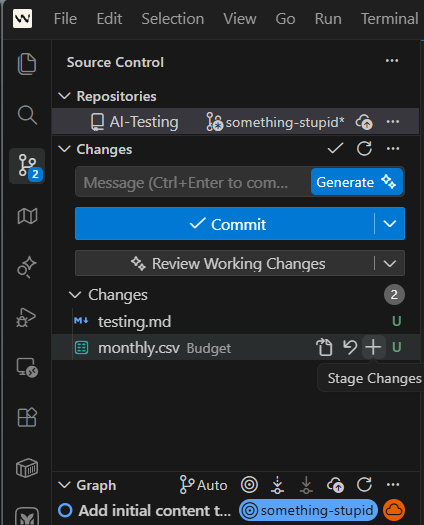 File Edit Selection View Go Run Terminal
Source Control
Repositories
AI-Testing something-stupid*
Changes
Message (Ctrl+Enter to com... Generate
Commit
Review Working Changes
Changes 2
testing.md U
monthly.csv Budget U
Stage Changes
2
Graph Auto
Add initial content t... something-stupid